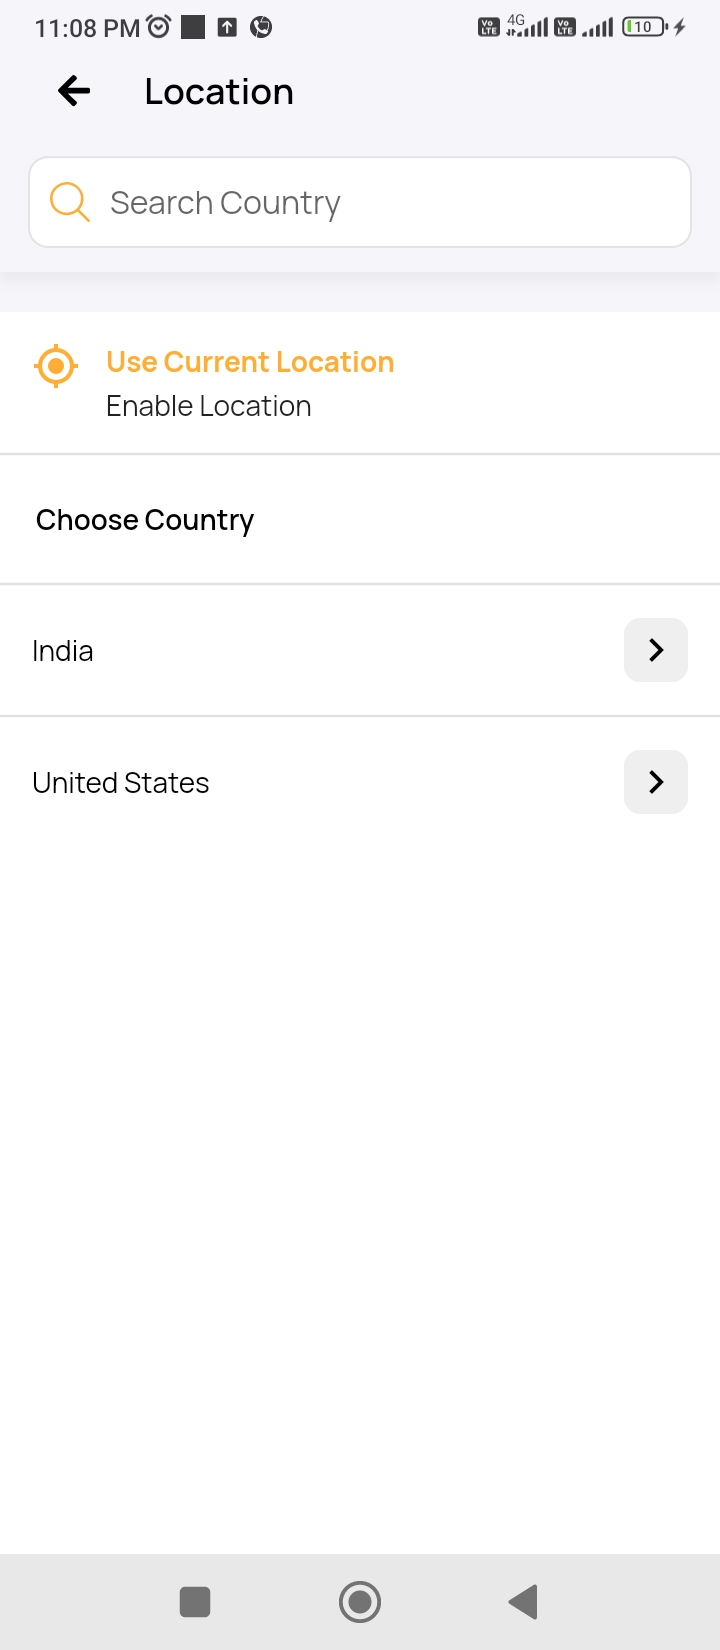 11:08 PM
Vo LTE 4G Vo LTE 10
Location
Search Country
Use Current Location
Enable Location
Choose Country
India
United States